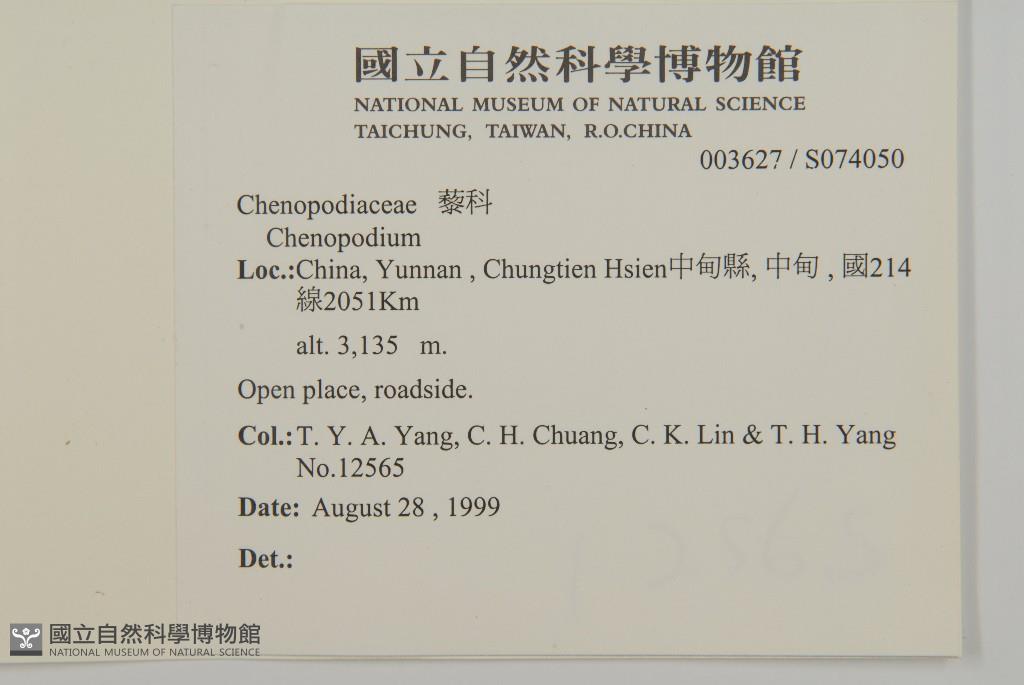 國立自然科學博物館
NATIONAL MUSEUM OF NATURAL SCIENCE
TAICHUNG, TAIWAN, R.O.CHINA
003627 / S074050
Chenopodiaceae 藜科
Chenopodium
Loc.:China, Yunnan , Chungtien Hsien中甸縣, 中甸 , 國214
線2051Km
alt. 3,135 m.
Open place, roadside.
Col.:T. Y. A. Yang, C. H. Chuang, C. K. Lin & T. H. Yang
No.12565
Date: August 28 , 1999
Det.:
國立自然科學博物館
NATIONAL MUSEUM OF NATURAL SCIENCE